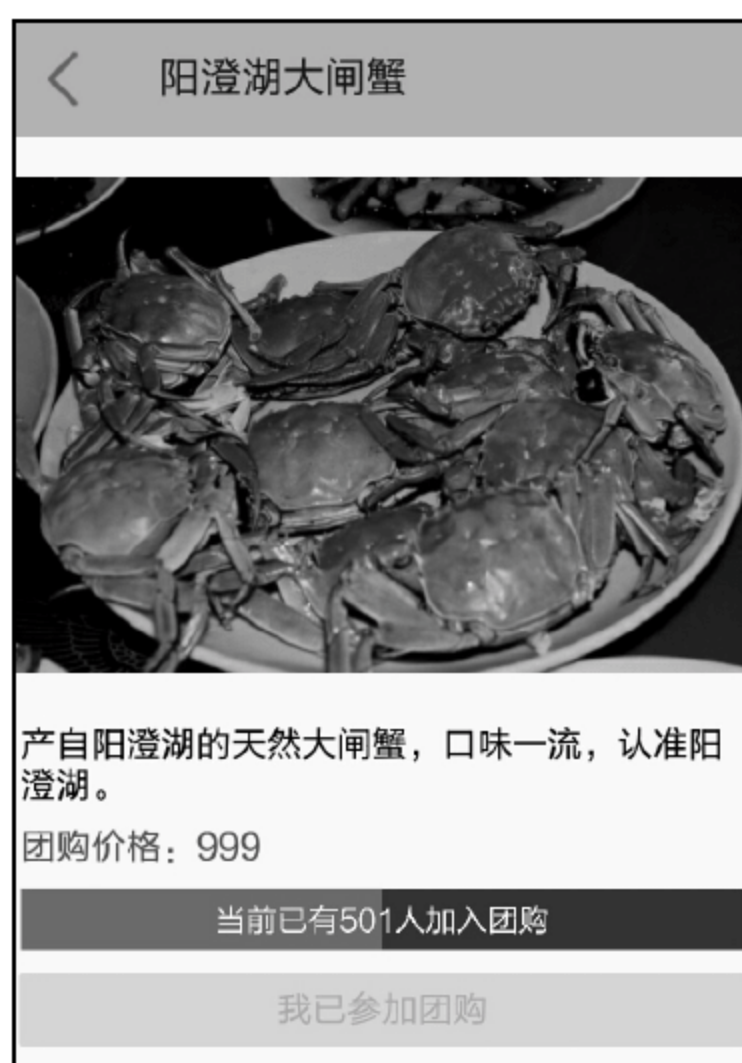 阳澄湖大闸蟹
产自阳澄湖的天然大闸蟹，口味一流，认准阳
澄湖。
团购价格：999
当前已有501人加入团购
我已参加团购